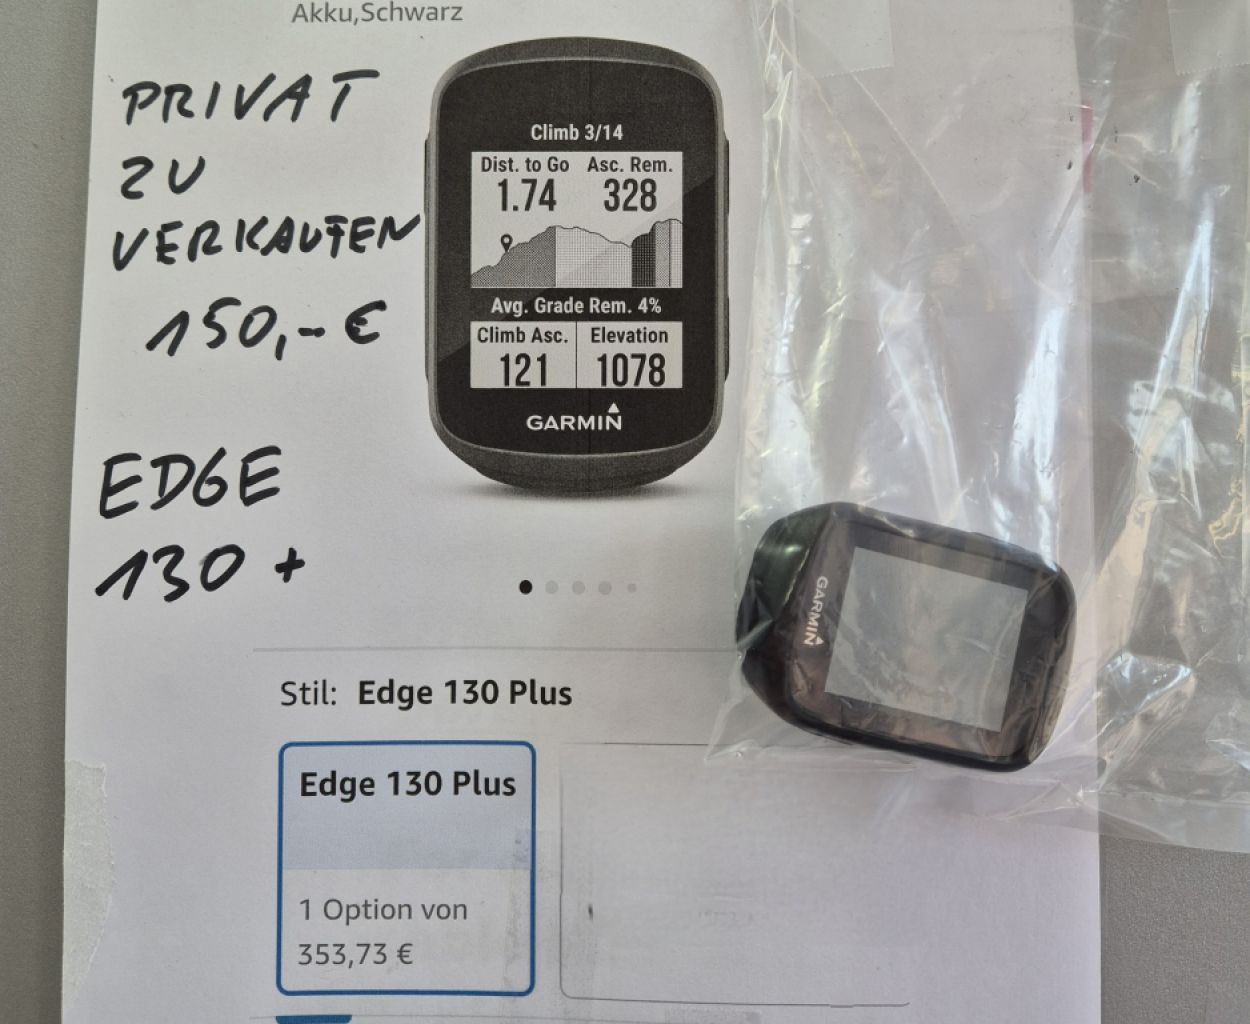 Akku,Schwarz
PRIVAT
ZU
VERKAUFEN
150,-- €
EDGE
130 +
Climb 3/14
Dist. to Go Asc. Rem.
1.74 328
Avg. Grade Rem. 4%
Climb Asc. Elevation
121 1078
GARMIN
GARMIN
Stil: Edge 130 Plus
Edge 130 Plus
1 Option von
353,73 €